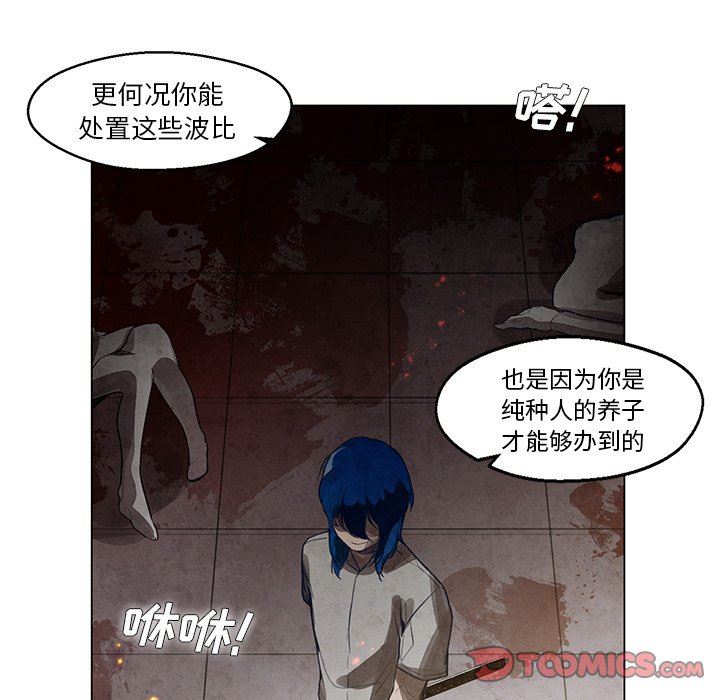 更何况你能
处置这些波比
嗒！
也是因为你是
纯种人的养子
才能够办到的
咻咻！
DTCOMICS.COM